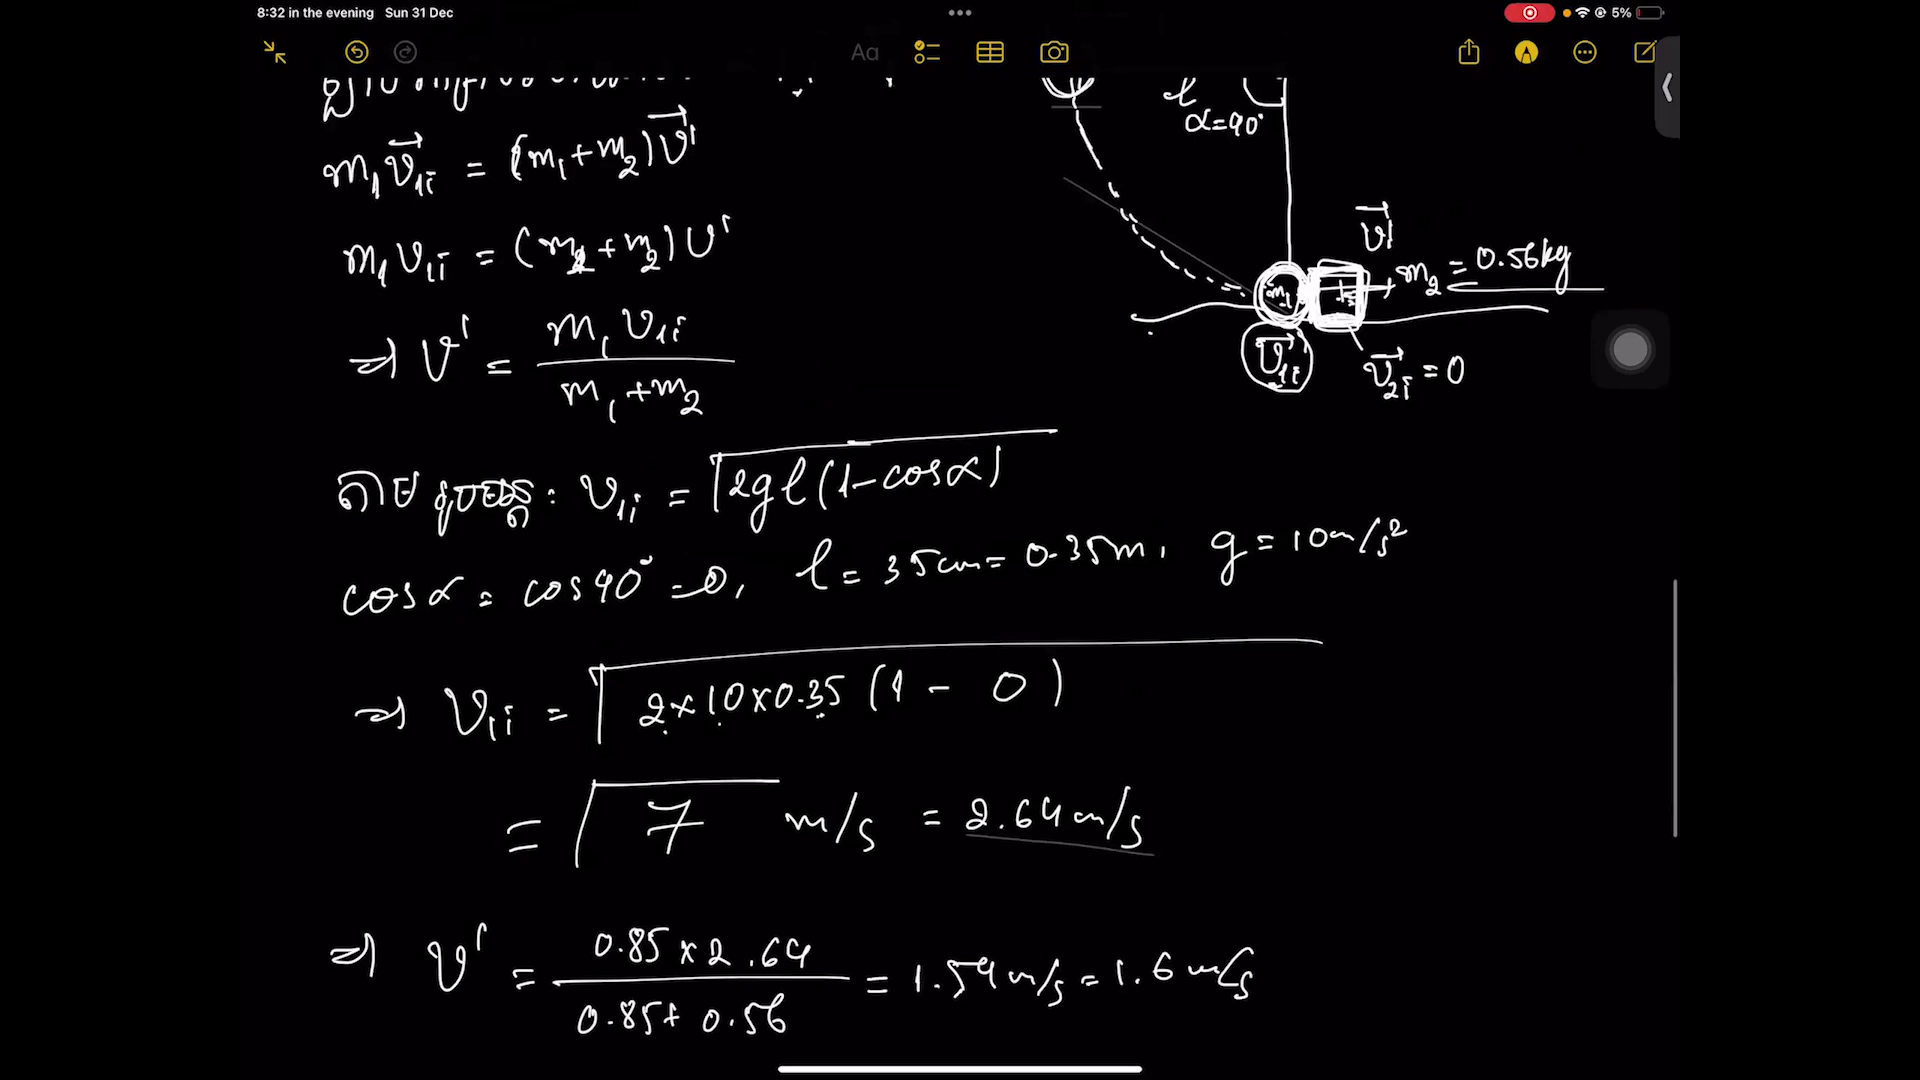 8:32 in the evening Sun 31 Dec
5%
Aa
ℓ
α=90°
m₁v⃗₁ᵢ = (m₁+m₂)v⃗'
v⃗'
m₁v₁ᵢ = (m₁+m₂)v'
m₁
m₂ = 0.56kg
⇒ v' = m₁v₁ᵢ / (m₁+m₂)
v⃗₁ᵢ
v⃗₂ᵢ = 0
តាម : v₁ᵢ = √2gℓ(1-cosα)
cosα = cos90° = 0, ℓ = 35cm = 0.35m, g = 10m/s²
⇒ v₁ᵢ = √2×10×0.35(1 - 0)
= √7 m/s = 2.64m/s
⇒ v' = 0.85×2.64 / 0.85+0.56 = 1.59m/s = 1.6m/s